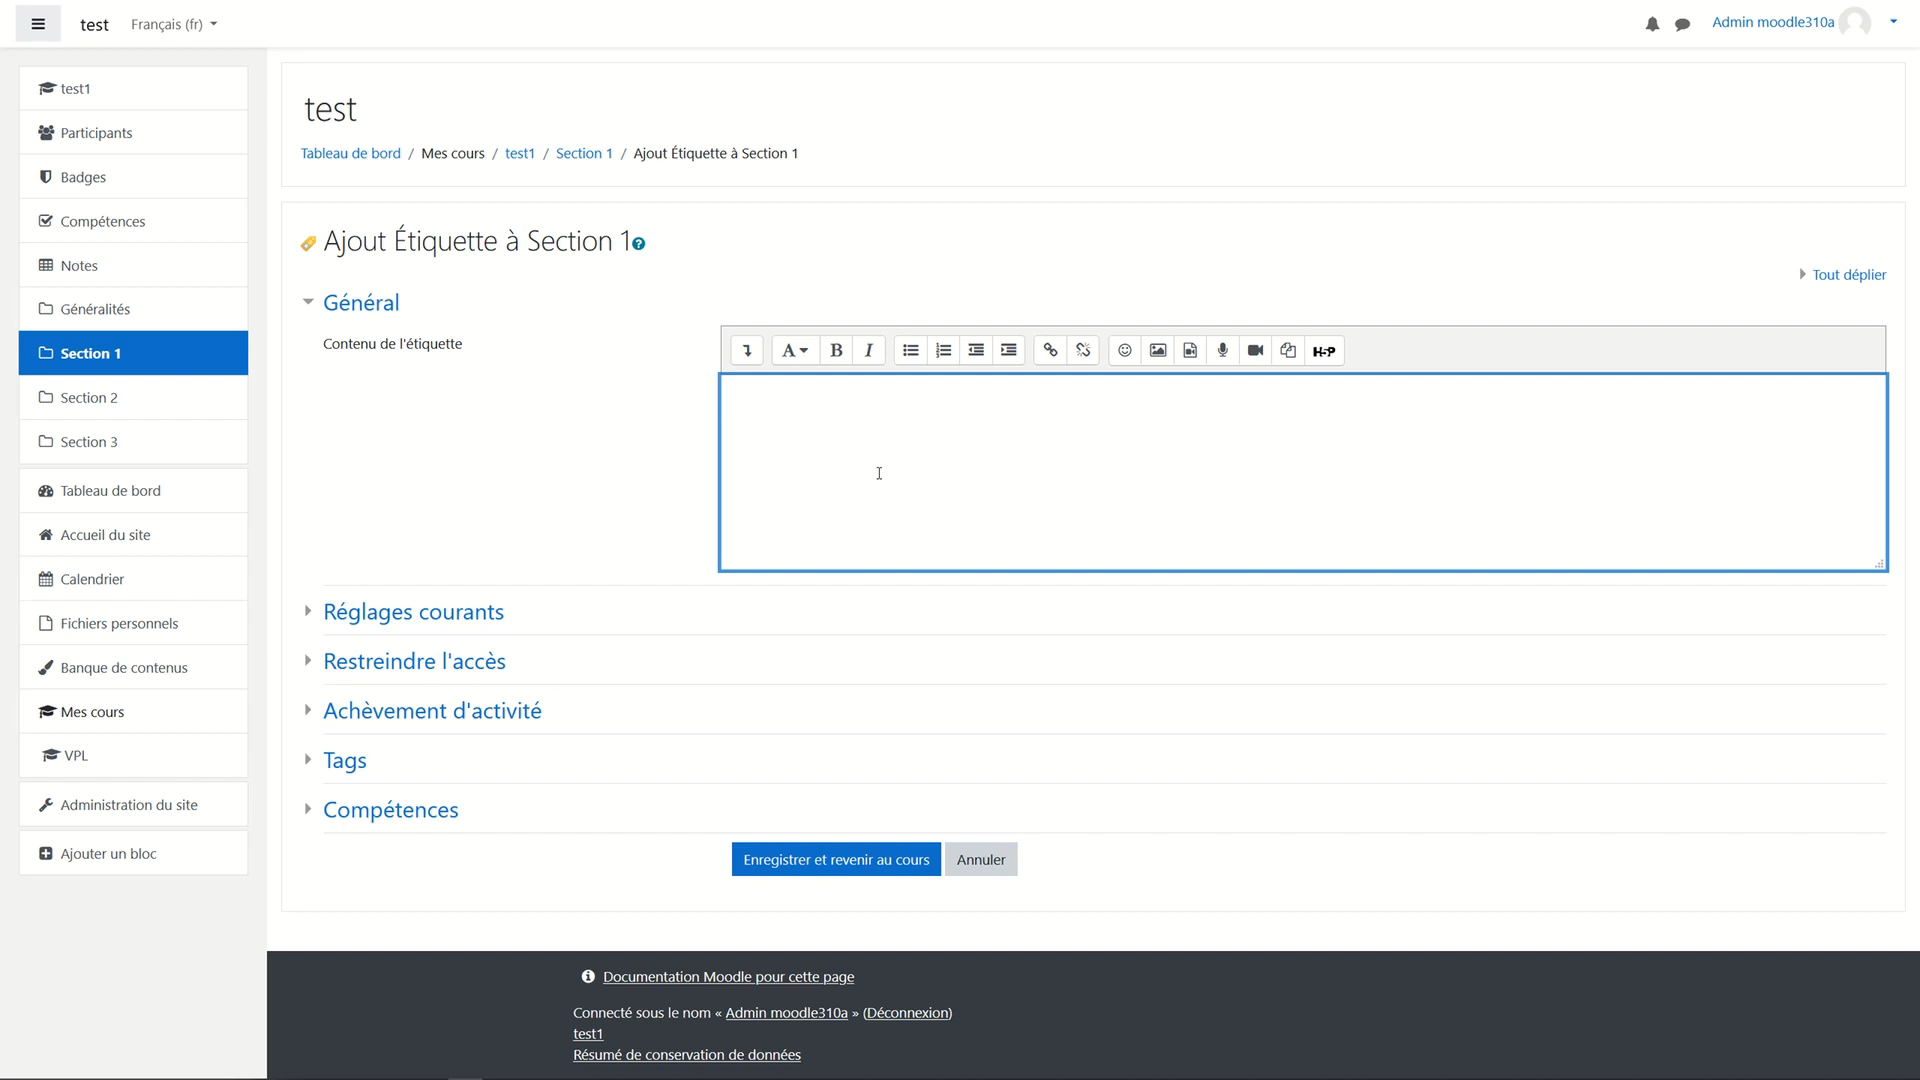 test Français (fr) Admin moodle310a
test1
Participants
Badges
Compétences
Notes
Généralités
Section 1
Section 2
Section 3
Tableau de bord
Accueil du site
Calendrier
Fichiers personnels
Banque de contenus
Mes cours
VPL
Administration du site
Ajouter un bloc
test
Tableau de bord / Mes cours / test1 / Section 1 / Ajout Étiquette à Section 1
Ajout Étiquette à Section 1
Tout déplier
Général
Contenu de l'étiquette
A B I H-P
Réglages courants
Restreindre l'accès
Achèvement d'activité
Tags
Compétences
Enregistrer et revenir au cours Annuler
Documentation Moodle pour cette page
Connecté sous le nom « Admin moodle310a » (Déconnexion)
test1
Résumé de conservation de données